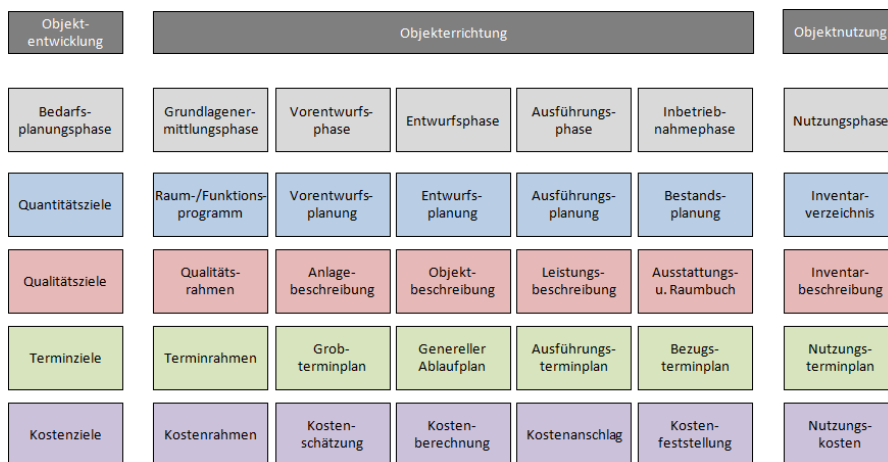 Objekt-
entwicklung
Objekterrichtung
Objektnutzung
Bedarfs-
planungsphase
Grundlagener-
mittlungsphase
Vorentwurfs-
phase
Entwurfsphase
Ausführungs-
phase
Inbetrieb-
nahmephase
Nutzungsphase
Quantitätsziele
Raum-/Funktions-
programm
Vorentwurfs-
planung
Entwurfs-
planung
Ausführungs-
planung
Bestands-
planung
Inventar-
verzeichnis
Qualitätsziele
Qualitäts-
rahmen
Anlage-
beschreibung
Objekt-
beschreibung
Leistungs-
beschreibung
Ausstattungs-
u. Raumbuch
Inventar-
beschreibung
Terminziele
Terminrahmen
Grob-
terminplan
Genereller
Ablaufplan
Ausführungs-
terminplan
Bezugs-
terminplan
Nutzungs-
terminplan
Kostenziele
Kostenrahmen
Kosten-
schätzung
Kosten-
berechnung
Kostenanschlag
Kosten-
feststellung
Nutzungs-
kosten